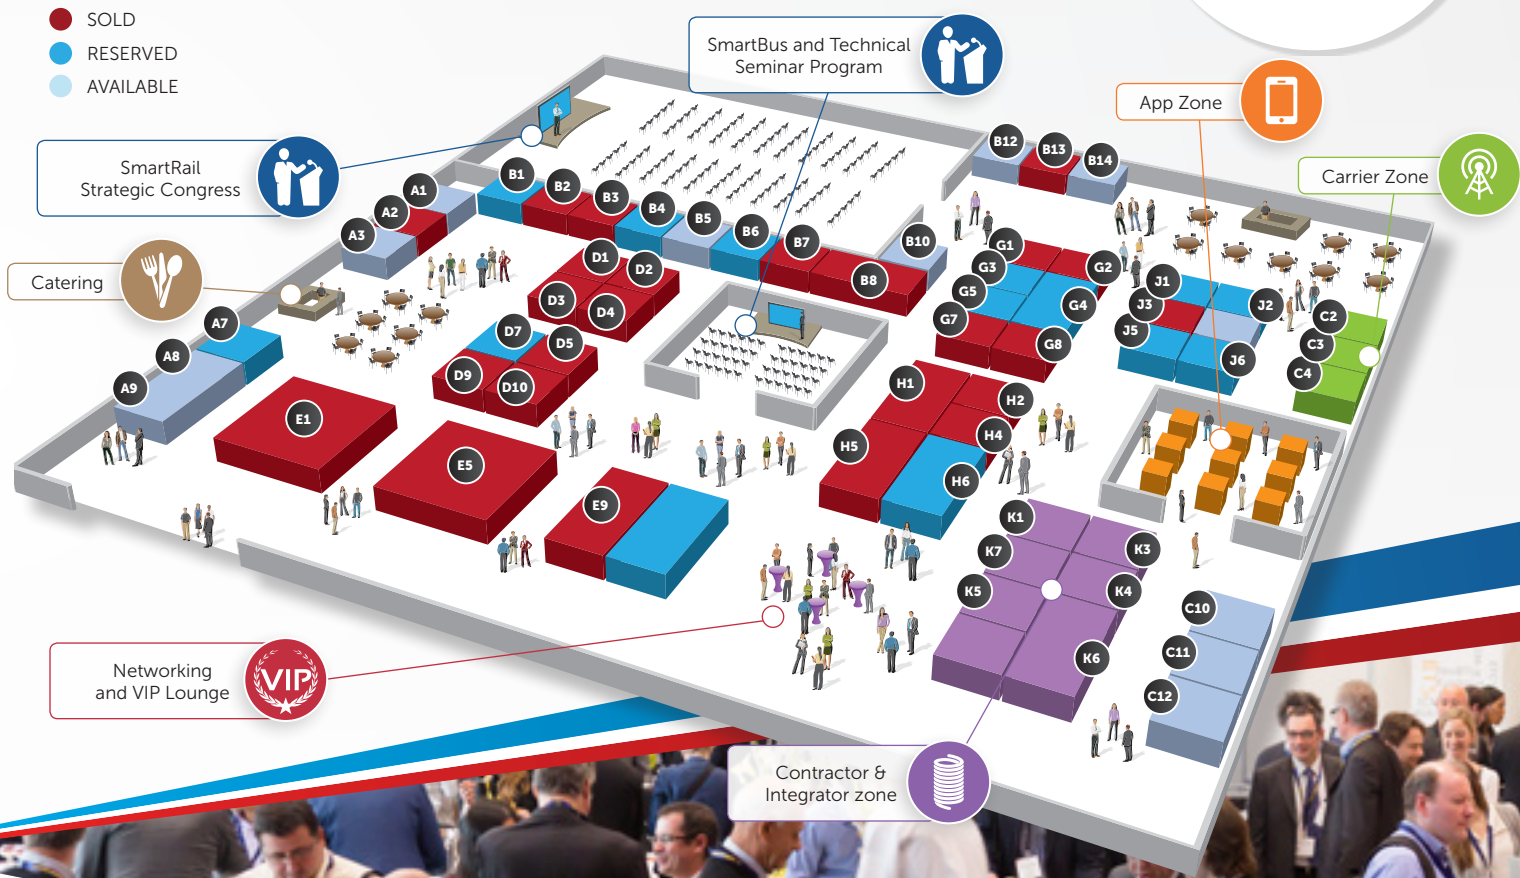 SOLD
RESERVED
AVAILABLE
SmartBus and Technical
Seminar Program
App Zone
Carrier Zone
SmartRail
Strategic Congress
Catering
Networking
and VIP Lounge
VIP
Contractor &
Integrator zone
A1
A2
A3
A7
A8
A9
B1
B2
B3
B4
B5
B6
B7
B8
B10
B12
B13
B14
D1
D2
D3
D4
D5
D7
D9
D10
E1
E5
E9
G1
G2
G3
G4
G5
G7
G8
H1
H2
H4
H5
H6
J1
J2
J3
J5
J6
C2
C3
C4
K1
K3
K7
K4
K5
K6
C10
C11
C12